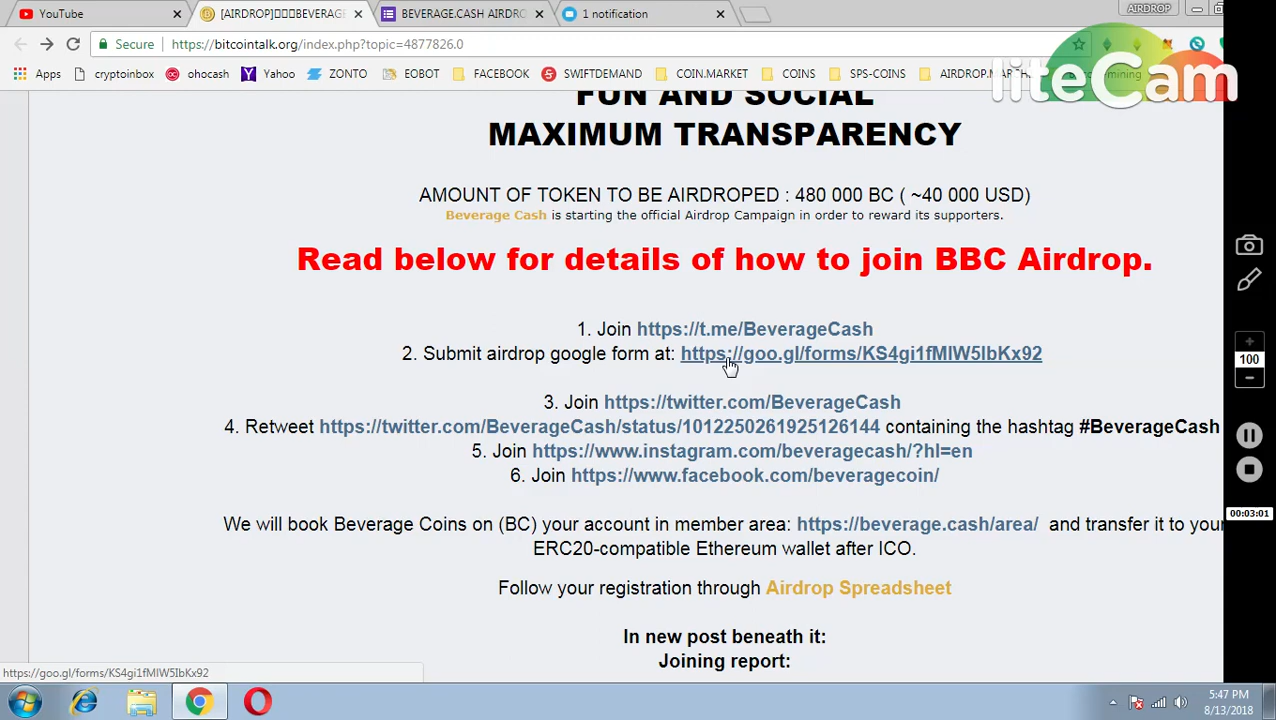 YouTube
[AIRDROP]□□□BEVERAGE
BEVERAGE.CASH AIRDR
1 notification
AIRDROP
Secure
https://bitcointalk.org/index.php?topic=4877826.0
Apps
cryptoinbox
ohocash
Yahoo
ZONTO
EOBOT
FACEBOOK
SWIFTDEMAND
COIN.MARKET
COINS
SPS-COINS
liteCam
FUN AND SOCIAL
MAXIMUM TRANSPARENCY
AMOUNT OF TOKEN TO BE AIRDROPED : 480 000 BC ( ~40 000 USD)
Beverage Cash is starting the official Airdrop Campaign in order to reward its supporters.
Read below for details of how to join BBC Airdrop.
1. Join https://t.me/BeverageCash
2. Submit airdrop google form at: https://goo.gl/forms/KS4gi1fMlW5IbKx92
3. Join https://twitter.com/BeverageCash
4. Retweet https://twitter.com/BeverageCash/status/1012250261925126144 containing the hashtag #BeverageCash
5. Join https://www.instagram.com/beveragecash/?hl=en
6. Join https://www.facebook.com/beveragecoin/
We will book Beverage Coins on (BC) your account in member area: https://beverage.cash/area/ and transfer it to your
ERC20-compatible Ethereum wallet after ICO.
Follow your registration through Airdrop Spreadsheet
In new post beneath it:
Joining report:
https://goo.gl/forms/KS4gi1fMlW5IbKx92
100
00:03:01
5:47 PM
8/13/2018